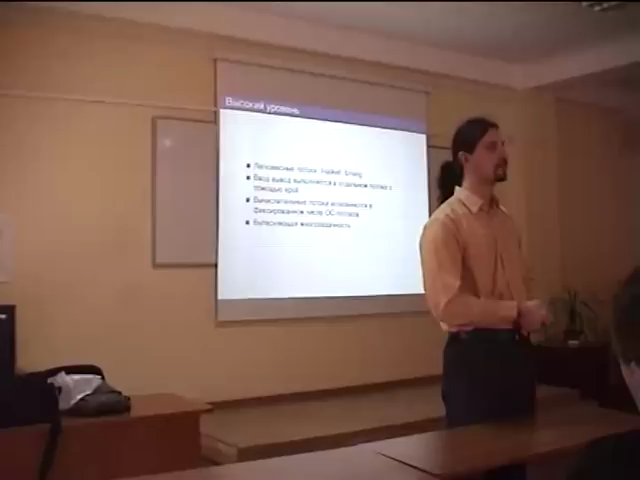 Высокий уровень
Легковесные потоки Haskell Erlang
Ввод вывод выполняется в отдельном потоке с
помощью epoll
Вычислительные потоки исполняются в
фиксированном числе ОС потоков
Вытесняющая многозадачность